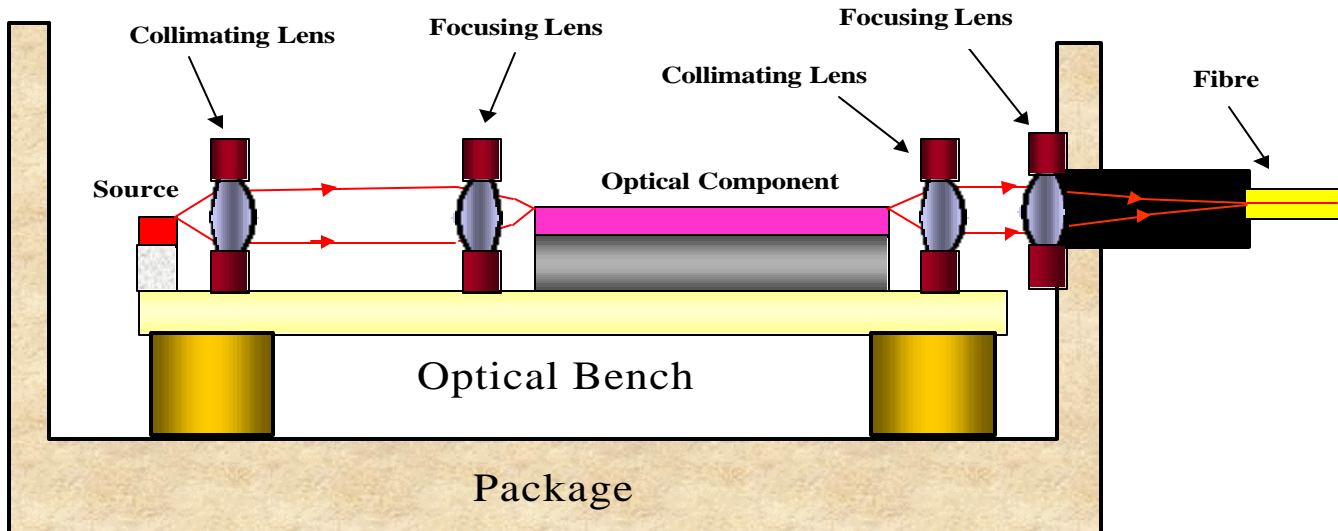 Collimating Lens
Focusing Lens
Focusing Lens
Collimating Lens
Fibre
Source
Optical Component
Optical Bench
Package